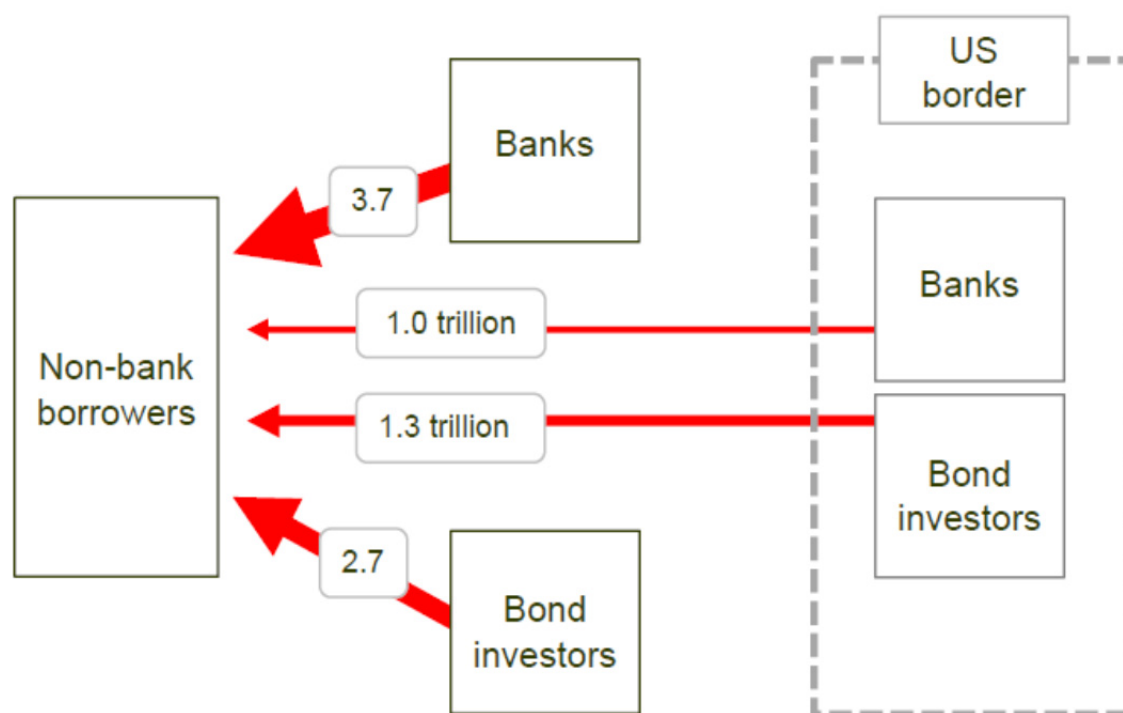 US
border
Banks
3.7
Banks
1.0 trillion
Non-bank
borrowers
1.3 trillion
Bond
investors
2.7
Bond
investors